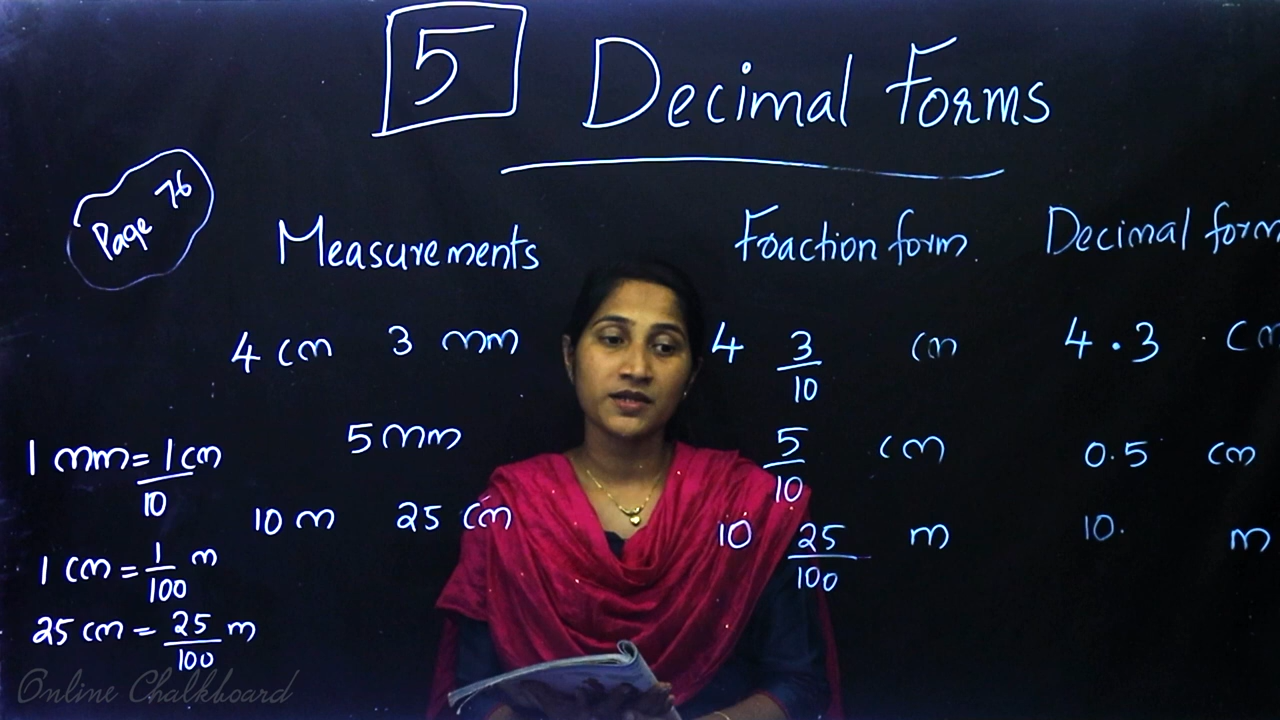 5 Decimal Forms
Page 76
Measurements Foaction form Decimal form
4 cm 3 mm 4 3/10 cm 4.3 cm
5 mm 5/10 cm 0.5 cm
10 m 25 cm 10 25/100 m 10. m
1 mm = 1/10 cm
1 cm = 1/100 m
25 cm = 25/100 m
Online Chalkboard